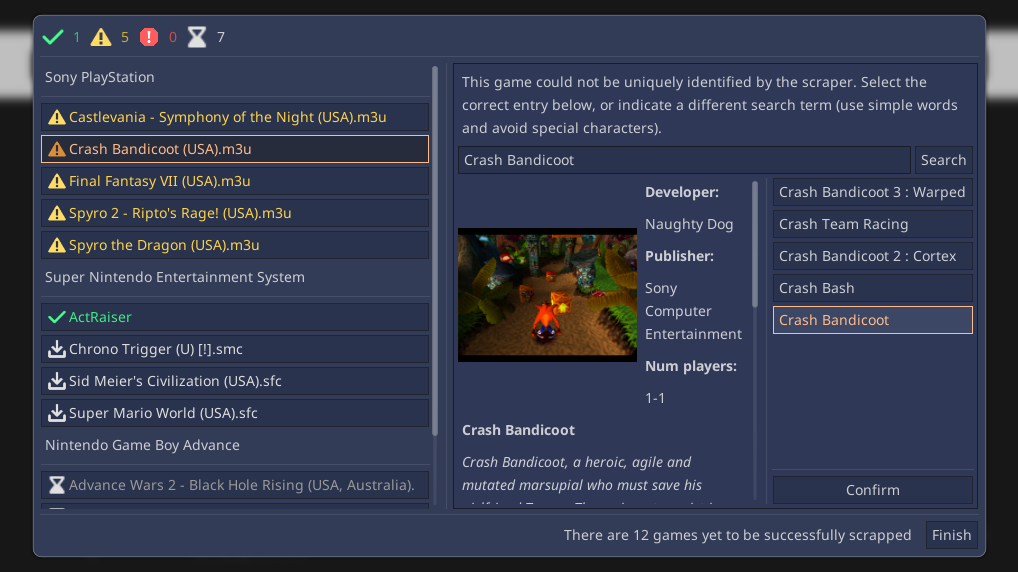 1 5 0 7
Sony PlayStation
Castlevania - Symphony of the Night (USA).m3u
Crash Bandicoot (USA).m3u
Final Fantasy VII (USA).m3u
Spyro 2 - Ripto's Rage! (USA).m3u
Spyro the Dragon (USA).m3u
Super Nintendo Entertainment System
ActRaiser
Chrono Trigger (U) [!].smc
Sid Meier's Civilization (USA).sfc
Super Mario World (USA).sfc
Nintendo Game Boy Advance
Advance Wars 2 - Black Hole Rising (USA, Australia).
This game could not be uniquely identified by the scraper. Select the
correct entry below, or indicate a different search term (use simple words
and avoid special characters).
Crash Bandicoot
Search
Developer:
Naughty Dog
Publisher:
Sony
Computer
Entertainment
Num players:
1-1
Crash Bandicoot
Crash Bandicoot, a heroic, agile and
mutated marsupial who must save his
Crash Bandicoot 3 : Warped
Crash Team Racing
Crash Bandicoot 2 : Cortex
Crash Bash
Crash Bandicoot
Confirm
There are 12 games yet to be successfully scrapped
Finish